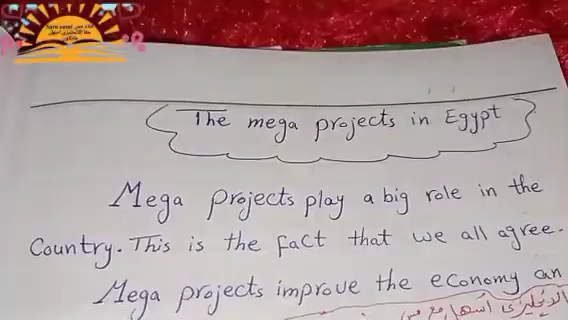 The mega projects in Egypt
Mega projects play a big role in the
Country. This is the fact that we all agree.
Mega projects improve the economy an